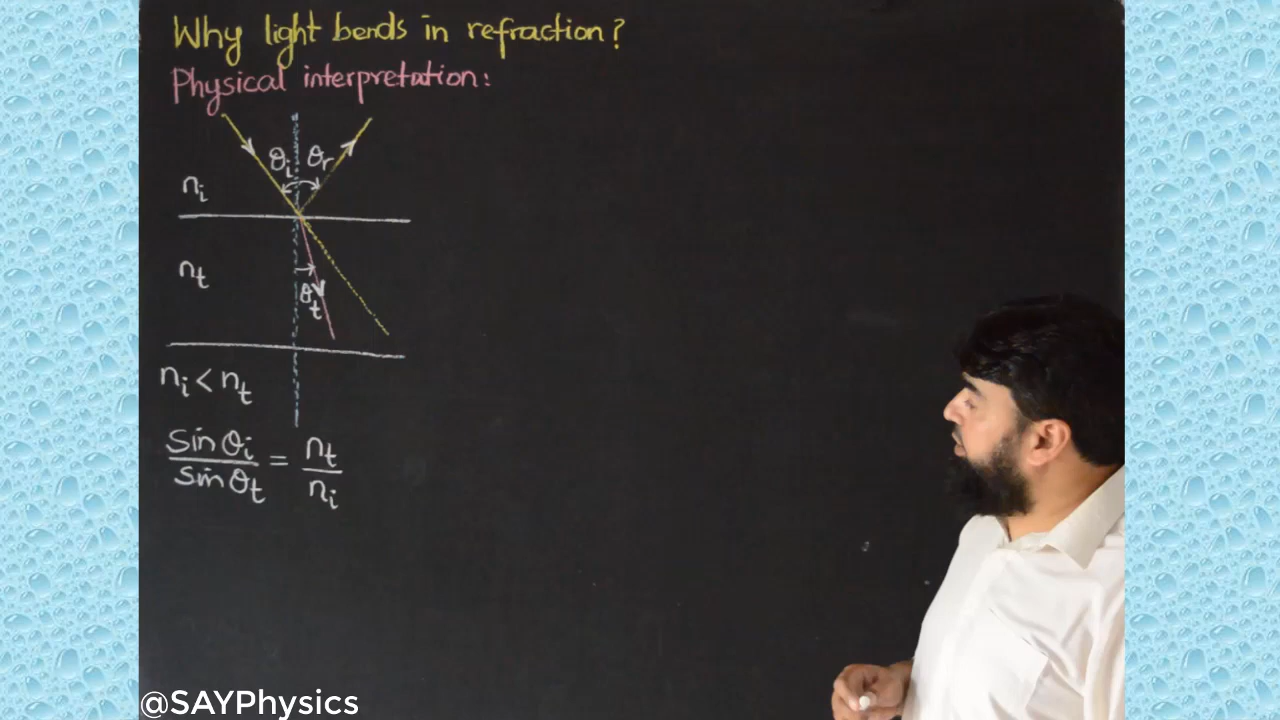 Why light bends in refraction?
Physical interpretation:
θi θr
ni
nt
θt
ni < nt
sin θi / sin θt = nt / ni
@SAYPhysics